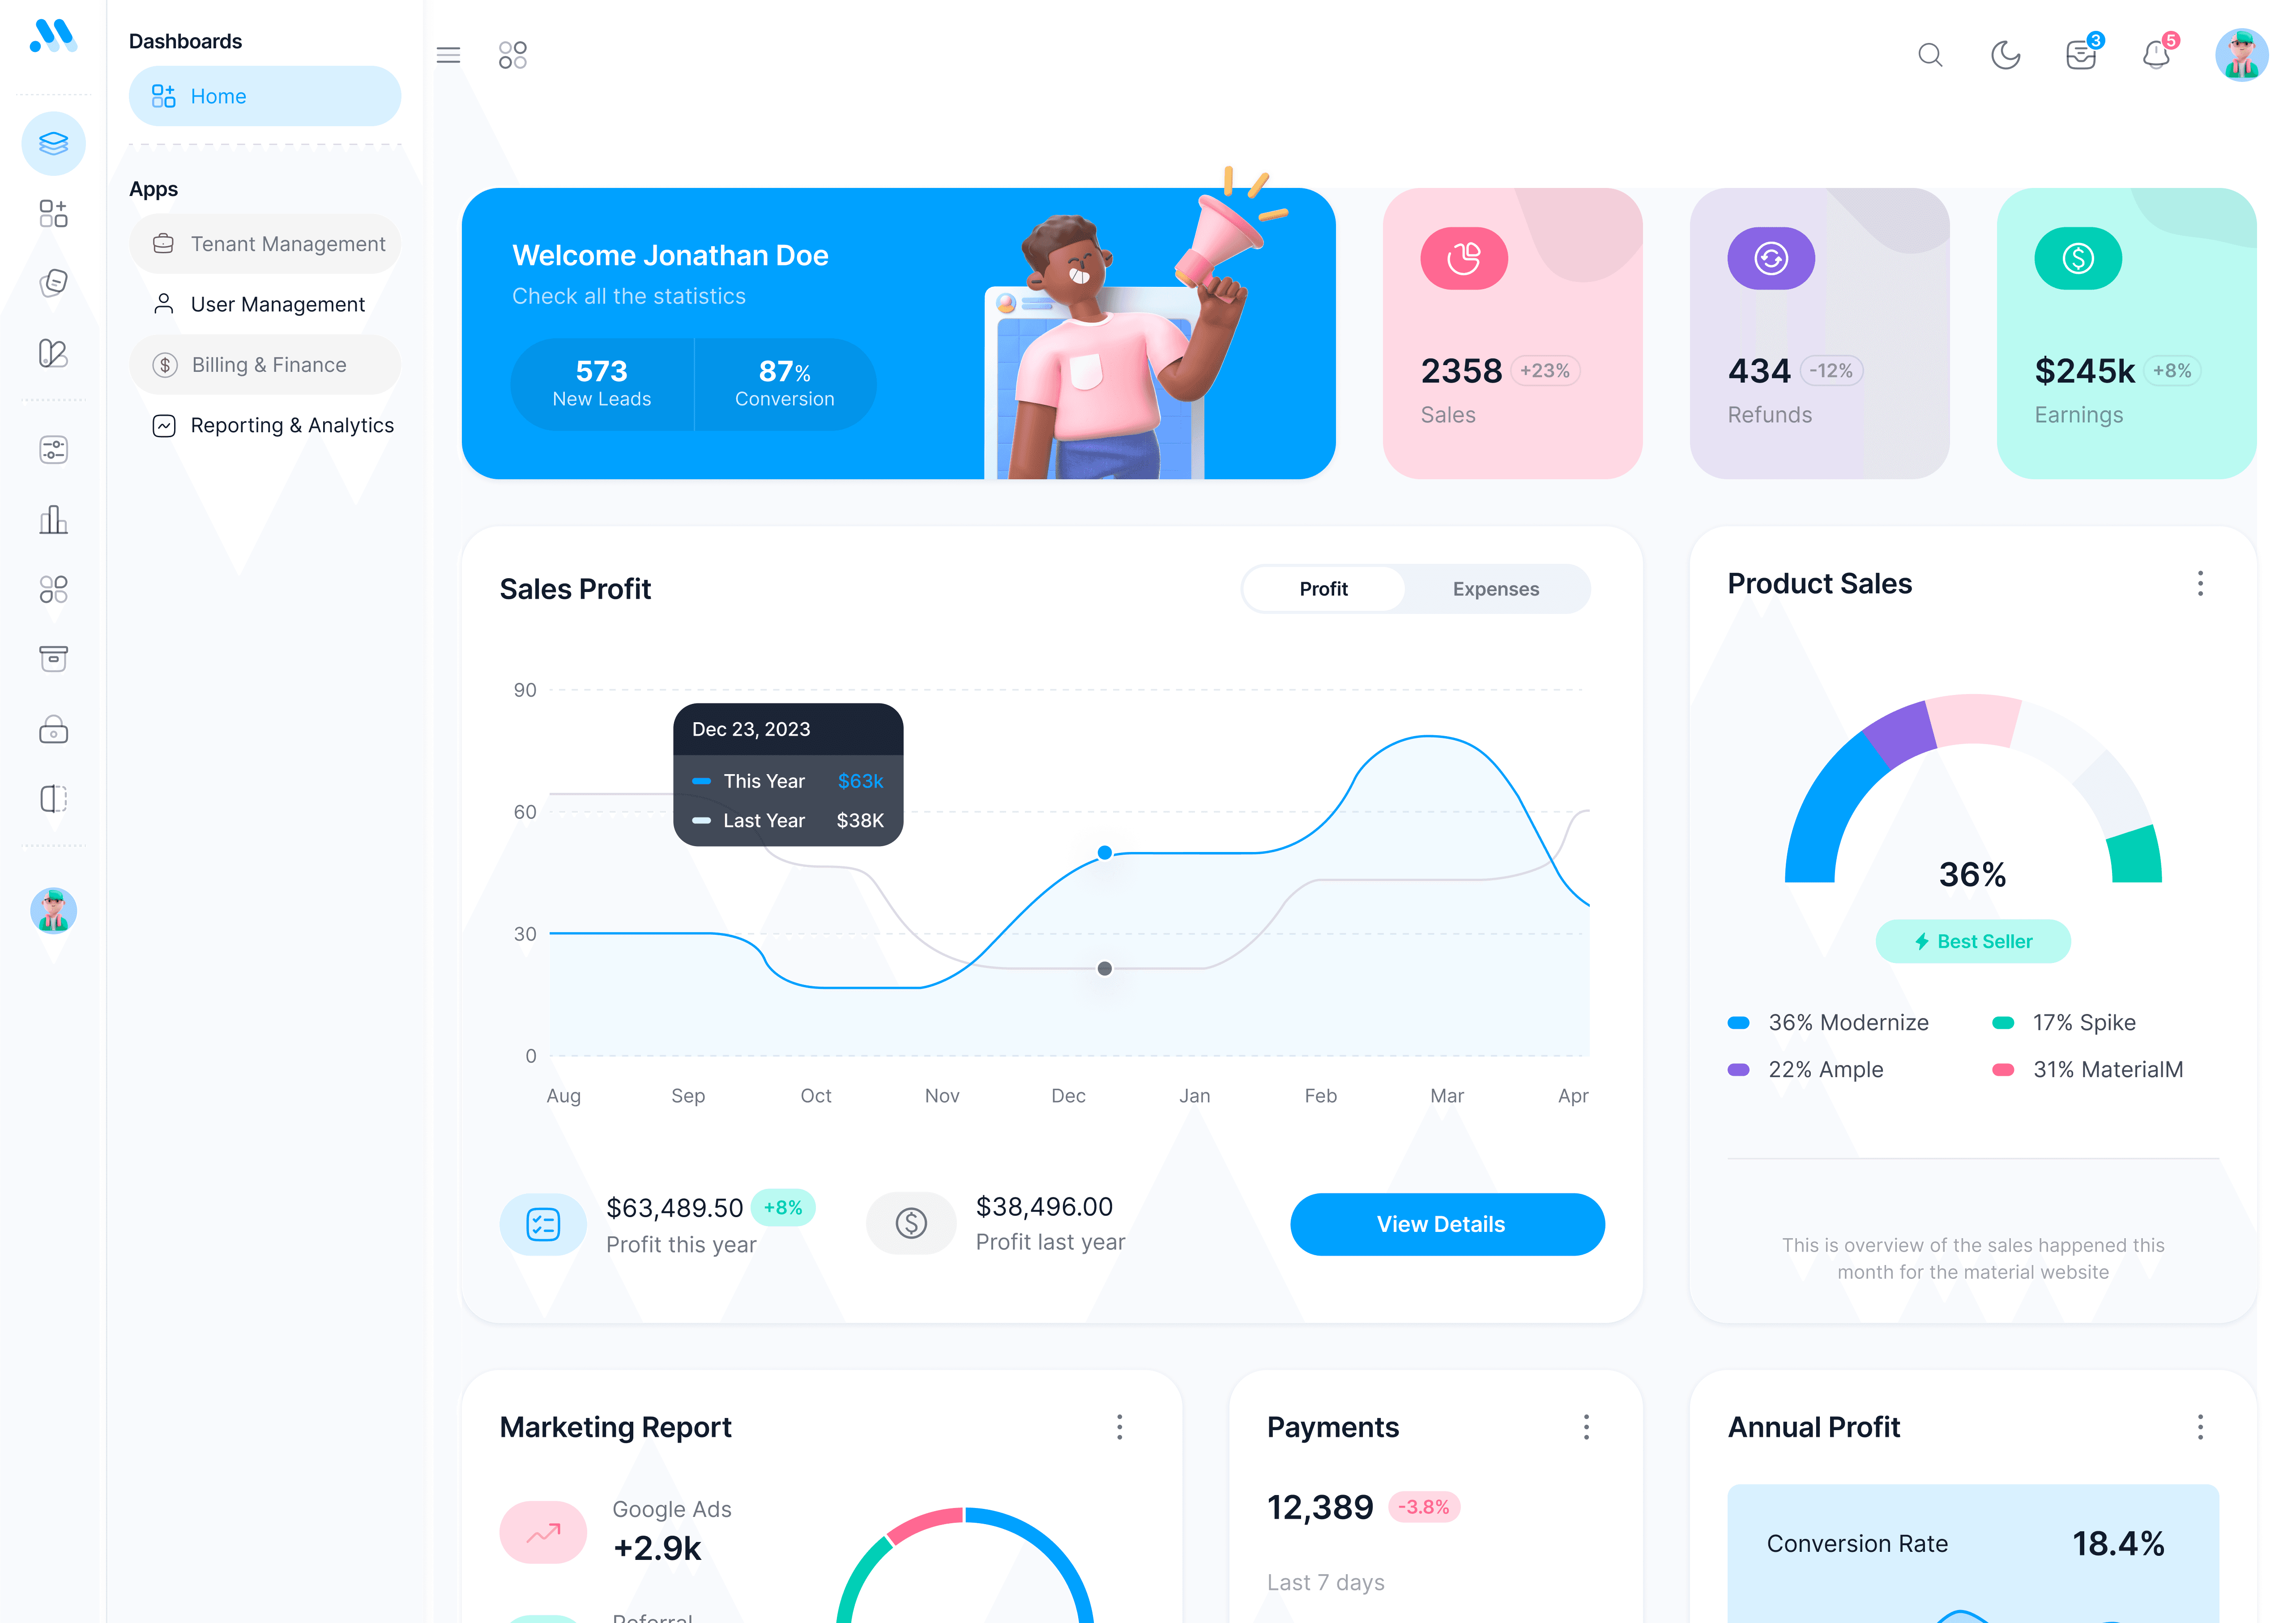 Dashboards
Home
Apps
Tenant Management
User Management
Billing & Finance
Reporting & Analytics
3
5
Welcome Jonathan Doe
Check all the statistics
573
New Leads
87%
Conversion
2358 +23%
Sales
434 -12%
Refunds
$245k +8%
Earnings
Sales Profit
Profit
Expenses
90
60
30
0
Dec 23, 2023
This Year $63k
Last Year $38K
Aug Sep Oct Nov Dec Jan Feb Mar Apr
$63,489.50 +8%
Profit this year
$38,496.00
Profit last year
View Details
Product Sales
36%
Best Seller
36% Modernize
17% Spike
22% Ample
31% MaterialM
This is overview of the sales happened this
month for the material website
Marketing Report
Google Ads
+2.9k
Referral
Payments
12,389 -3.8%
Last 7 days
Annual Profit
Conversion Rate 18.4%